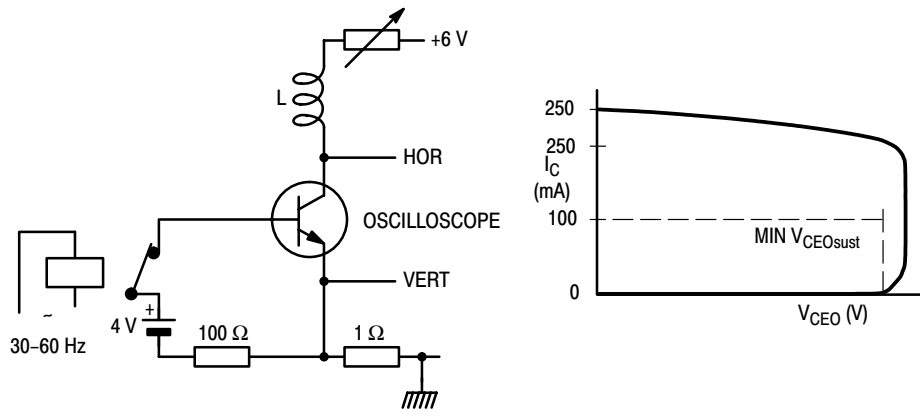 +6 V
L
HOR
OSCILLOSCOPE
VERT
+
4 V
100 Ω
1 Ω
~
30–60 Hz
250
250
I_C
(mA)
100
MIN V_CEOsust
0
V_CEO (V)